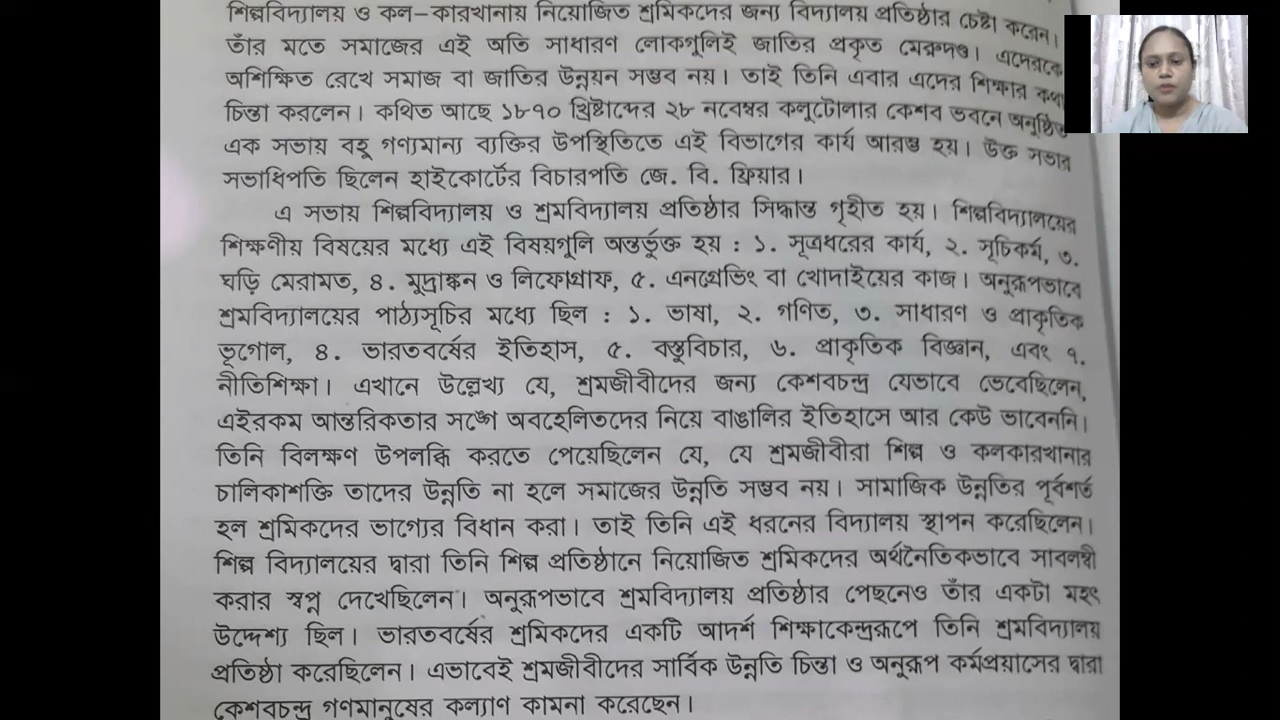 শিল্পবিদ্যালয় ও কল-কারখানায় নিয়োজিত শ্রমিকদের জন্য বিদ্যালয় প্রতিষ্ঠার চেষ্টা করেন।
তাঁর মতে সমাজের এই অতি সাধারণ লোকগুলিই জাতির প্রকৃত মেরুদণ্ড। এদেরকে
অশিক্ষিত রেখে সমাজ বা জাতির উন্নয়ন সম্ভব নয়। তাই তিনি এবার এদের শিক্ষার কথা
চিন্তা করলেন। কথিত আছে ১৮৭০ খ্রিষ্টাব্দের ২৮ নবেম্বর কলুটোলার কেশব ভবনে অনুষ্ঠিত
এক সভায় বহু গণ্যমান্য ব্যক্তির উপস্থিতিতে এই বিভাগের কার্য আরম্ভ হয়। উক্ত সভার
সভাধিপতি ছিলেন হাইকোর্টের বিচারপতি জে. বি. ফ্রিয়ার।
এ সভায় শিল্পবিদ্যালয় ও শ্রমবিদ্যালয় প্রতিষ্ঠার সিদ্ধান্ত গৃহীত হয়। শিল্পবিদ্যালয়ের
শিক্ষণীয় বিষয়ের মধ্যে এই বিষয়গুলি অন্তর্ভুক্ত হয় : ১. সূত্রধরের কার্য, ২. সূচিকর্ম, ৩.
ঘড়ি মেরামত, ৪. মুদ্রাঙ্কন ও লিফোগ্রাফ, ৫. এনগ্রেভিং বা খোদাইয়ের কাজ। অনুরূপভাবে
শ্রমবিদ্যালয়ের পাঠ্যসূচির মধ্যে ছিল : ১. ভাষা, ২. গণিত, ৩. সাধারণ ও প্রাকৃতিক
ভূগোল, ৪. ভারতবর্ষের ইতিহাস, ৫. বস্তুবিচার, ৬. প্রাকৃতিক বিজ্ঞান, এবং ৭.
নীতিশিক্ষা। এখানে উল্লেখ্য যে, শ্রমজীবীদের জন্য কেশবচন্দ্র যেভাবে ভেবেছিলেন,
এইরকম আন্তরিকতার সঙ্গে অবহেলিতদের নিয়ে বাঙালির ইতিহাসে আর কেউ ভাবেননি।
তিনি বিলক্ষণ উপলব্ধি করতে পেয়েছিলেন যে, যে শ্রমজীবীরা শিল্প ও কলকারখানার
চালিকাশক্তি তাদের উন্নতি না হলে সমাজের উন্নতি সম্ভব নয়। সামাজিক উন্নতির পূর্বশর্ত
হল শ্রমিকদের ভাগ্যের বিধান করা। তাই তিনি এই ধরনের বিদ্যালয় স্থাপন করেছিলেন।
শিল্প বিদ্যালয়ের দ্বারা তিনি শিল্প প্রতিষ্ঠানে নিয়োজিত শ্রমিকদের অর্থনৈতিকভাবে সাবলম্বী
করার স্বপ্ন দেখেছিলেন। অনুরূপভাবে শ্রমবিদ্যালয় প্রতিষ্ঠার পেছনেও তাঁর একটা মহৎ
উদ্দেশ্য ছিল। ভারতবর্ষের শ্রমিকদের একটি আদর্শ শিক্ষাকেন্দ্ররূপে তিনি শ্রমবিদ্যালয়
প্রতিষ্ঠা করেছিলেন। এভাবেই শ্রমজীবীদের সার্বিক উন্নতি চিন্তা ও অনুরূপ কর্মপ্রয়াসের দ্বারা
কেশবচন্দ্র গণমানুষের কল্যাণ কামনা করেছেন।